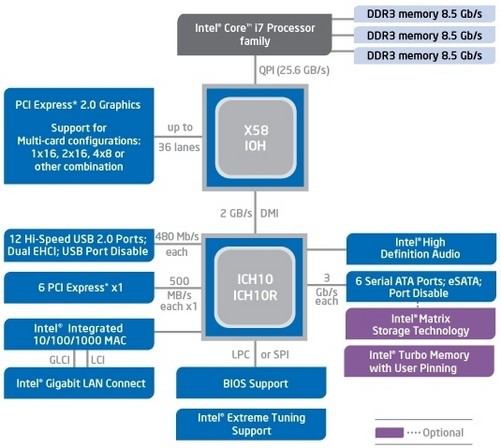 Intel® Core™ i7 Processor
family
DDR3 memory 8.5 Gb/s
DDR3 memory 8.5 Gb/s
DDR3 memory 8.5 Gb/s
QPI (25.6 GB/s)
PCI Express* 2.0 Graphics
Support for
Multi-card configurations:
1x16, 2x16, 4x8 or
other combination
up to
36 lanes
X58
IOH
2 GB/s DMI
12 Hi-Speed USB 2.0 Ports;
Dual EHCI; USB Port Disable
480 Mb/s
each
ICH10
ICH10R
Intel® High
Definition Audio
6 PCI Express* x1
500
MB/s
each x1
3
Gb/s
each
6 Serial ATA Ports; eSATA;
Port Disable
Intel® Integrated
10/100/1000 MAC
Intel® Matrix
Storage Technology
GLCI LCI
LPC or SPI
Intel® Turbo Memory
with User Pinning
Intel® Gigabit LAN Connect
BIOS Support
Intel® Extreme Tuning
Support
Optional